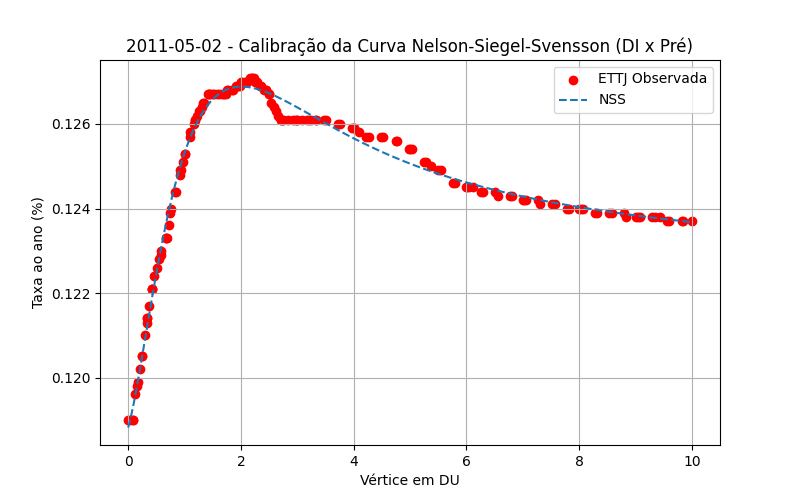 2011-05-02 - Calibração da Curva Nelson-Siegel-Svensson (DI x Pré)
ETTJ Observada
NSS
Taxa ao ano (%)
0.126
0.124
0.122
0.120
0 2 4 6 8 10
Vértice em DU